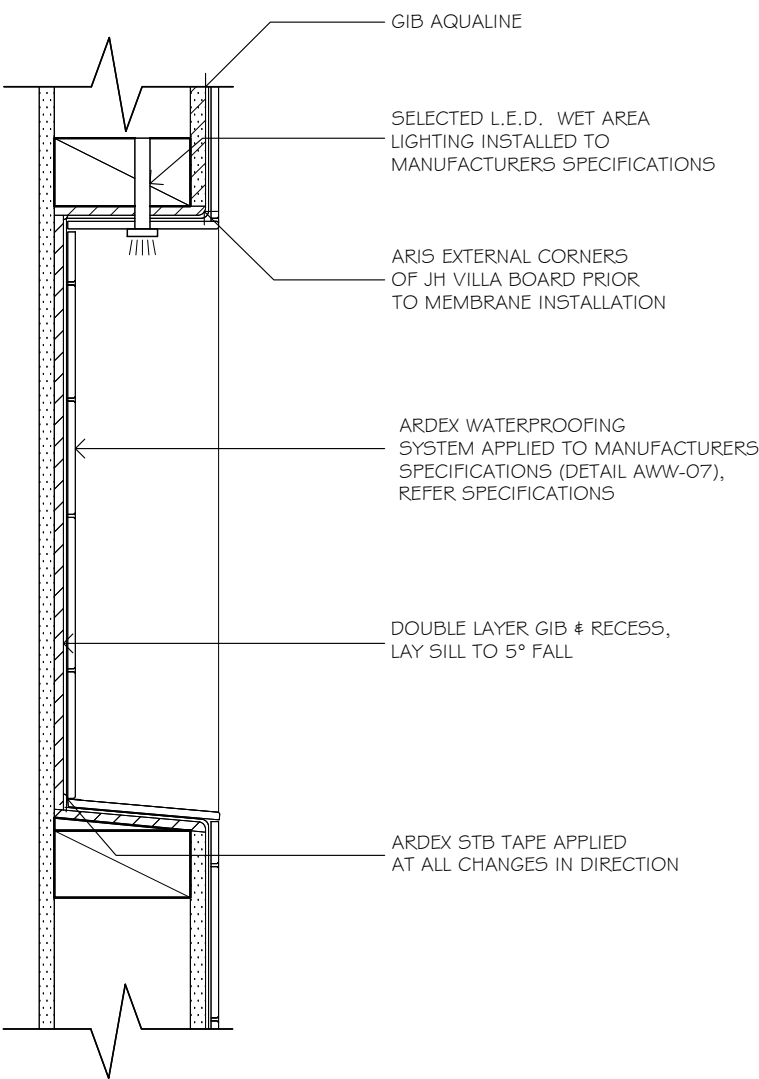 GIB AQUALINE
SELECTED L.E.D. WET AREA
LIGHTING INSTALLED TO
MANUFACTURERS SPECIFICATIONS
ARIS EXTERNAL CORNERS
OF JH VILLA BOARD PRIOR
TO MEMBRANE INSTALLATION
ARDEX WATERPROOFING
SYSTEM APPLIED TO MANUFACTURERS
SPECIFICATIONS (DETAIL AWW-07),
REFER SPECIFICATIONS
DOUBLE LAYER GIB & RECESS,
LAY SILL TO 5° FALL
ARDEX STB TAPE APPLIED
AT ALL CHANGES IN DIRECTION